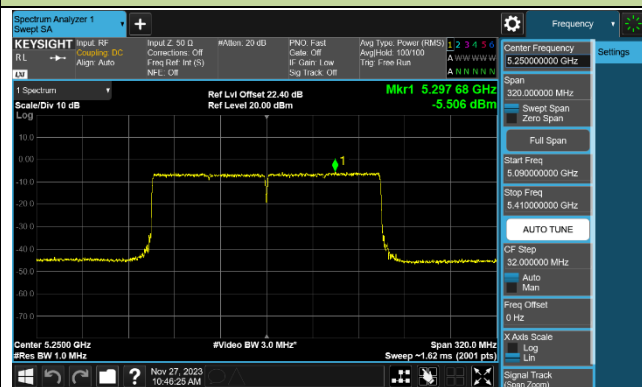 Spectrum Analyzer 1
Swept SA
Frequency
KEYSIGHT
RL
LXI
Input: RF
Coupling: DC
Align: Auto
Input Z: 50 Ω
Corrections: Off
Freq Ref: Int (S)
NFE: Off
#Atten: 20 dB
PNO: Fast
Gate: Off
IF Gain: Low
Sig Track: Off
Avg Type: Power (RMS)
Avg|Hold: 100/100
Trig: Free Run
1 2 3 4 5 6
A W W W W W
A N N N N N
1 Spectrum
Scale/Div 10 dB
Log
Ref Lvl Offset 22.40 dB
Ref Level 20.00 dBm
Mkr1 5.297 68 GHz
-5.506 dBm
10.0
0.00
-10.0
-20.0
-30.0
-40.0
-50.0
-60.0
-70.0
1
Center 5.2500 GHz
#Res BW 1.0 MHz
#Video BW 3.0 MHz*
Span 320.0 MHz
Sweep ~1.62 ms (2001 pts)
Nov 27, 2023
10:46:25 AM
Center Frequency
5.250000000 GHz
Settings
Span
320.000000 MHz
Swept Span
Zero Span
Full Span
Start Freq
5.090000000 GHz
Stop Freq
5.410000000 GHz
AUTO TUNE
CF Step
32.000000 MHz
Auto
Man
Freq Offset
0 Hz
X Axis Scale
Log
Lin
Signal Track
(Span Zoom)